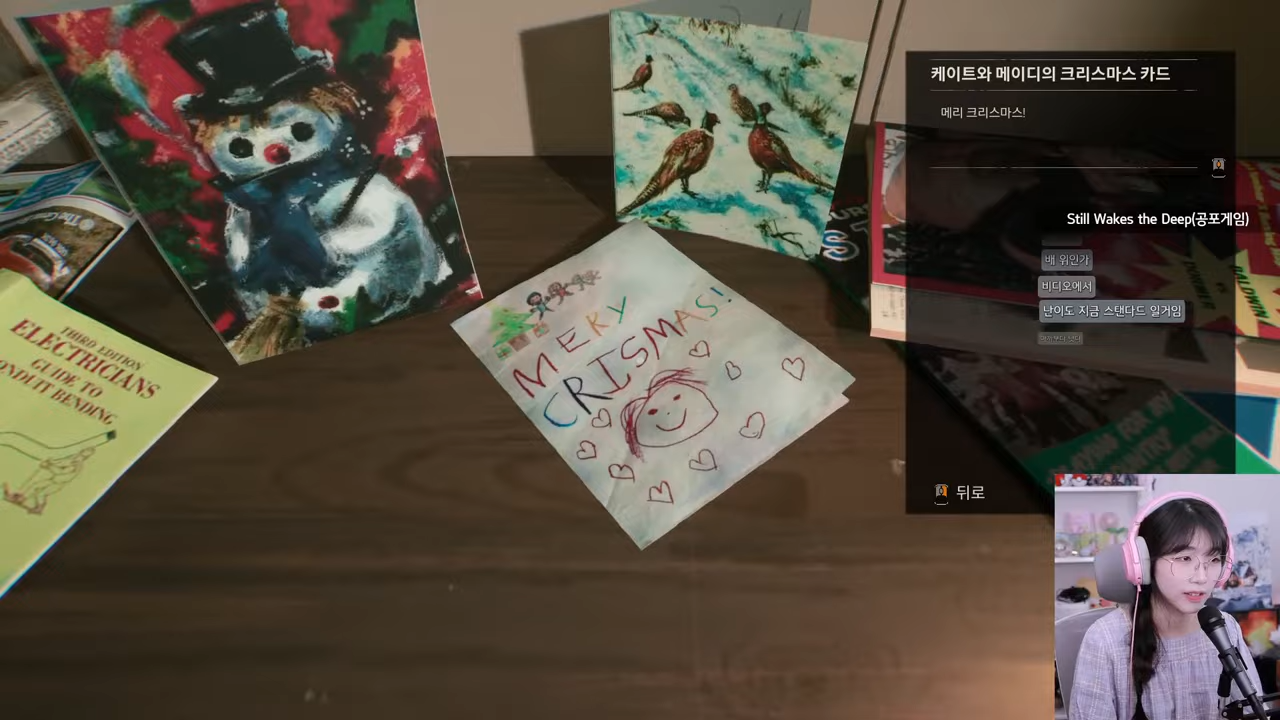 케이트와 메이디의 크리스마스 카드
메리 크리스마스!
Still Wakes the Deep(공포게임)
배 위인가
비디오에서
난이도 지금 스탠다드 일거임
뒤로
MERY
CRISMAS!
THIRD EDITION
ELECTRICIANS
GUIDE TO
CONDUIT BENDING